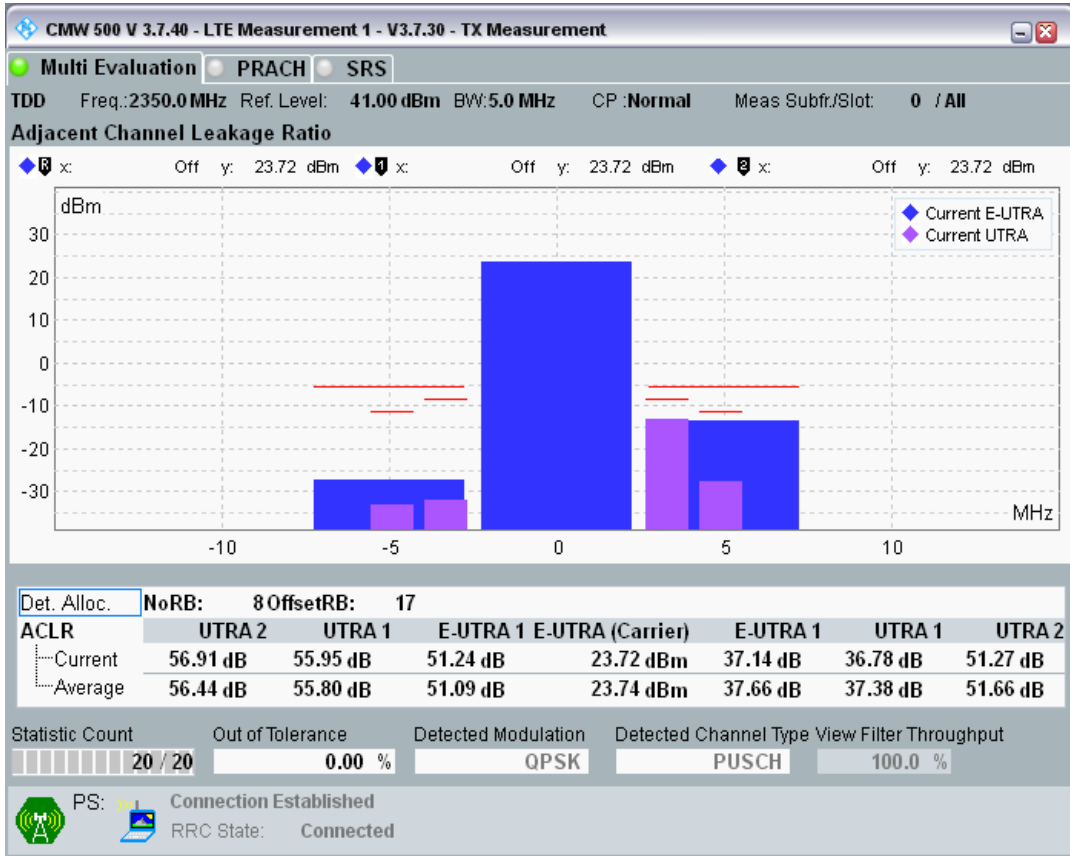 CMW 500 V 3.7.40 - LTE Measurement 1 - V3.7.30 - TX Measurement
Multi Evaluation PRACH SRS
TDD Freq.:2350.0 MHz Ref. Level: 41.00 dBm BW:5.0 MHz CP :Normal Meas Subfr./Slot: 0 / All
Adjacent Channel Leakage Ratio
R x: Off y: 23.72 dBm 1 x: Off y: 23.72 dBm 2 x: Off y: 23.72 dBm
dBm
Current E-UTRA
Current UTRA
30
20
10
0
-10
-20
-30
MHz
-10 -5 0 5 10
Det. Alloc. NoRB: 8 OffsetRB: 17
ACLR UTRA 2 UTRA 1 E-UTRA 1 E-UTRA (Carrier) E-UTRA 1 UTRA 1 UTRA 2
Current 56.91 dB 55.95 dB 51.24 dB 23.72 dBm 37.14 dB 36.78 dB 51.27 dB
Average 56.44 dB 55.80 dB 51.09 dB 23.74 dBm 37.66 dB 37.38 dB 51.66 dB
Statistic Count Out of Tolerance Detected Modulation Detected Channel Type View Filter Throughput
20 / 20 0.00 % QPSK PUSCH 100.0 %
PS: Connection Established
RRC State: Connected